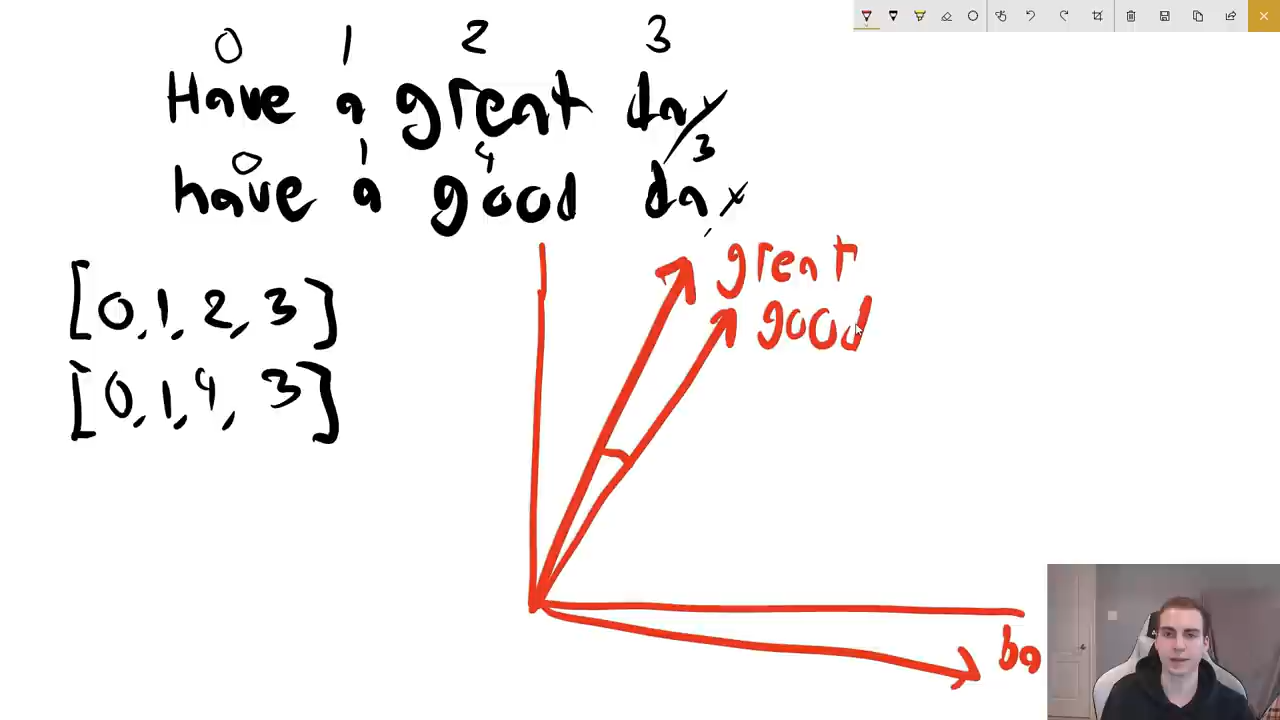 0 1 2 3
Have a great day
0 1 4 3
have a good day
[0,1,2,3]
[0,1,4,3]
great
good
ba